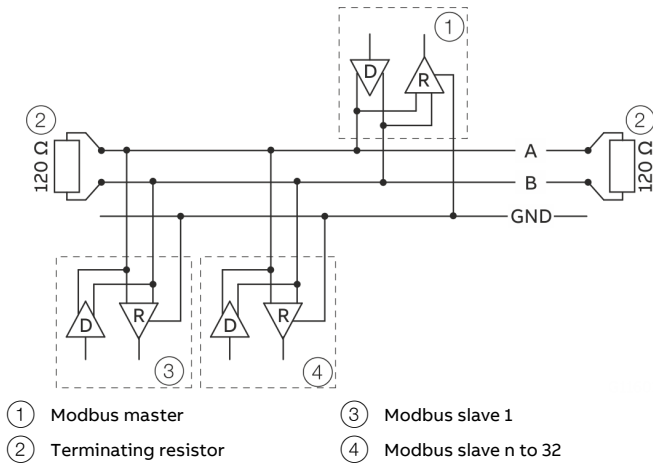 1
D
R
2
2
120 Ω
120 Ω
A
B
GND
D
R
D
R
3
4
1 Modbus master
3 Modbus slave 1
2 Terminating resistor
4 Modbus slave n to 32